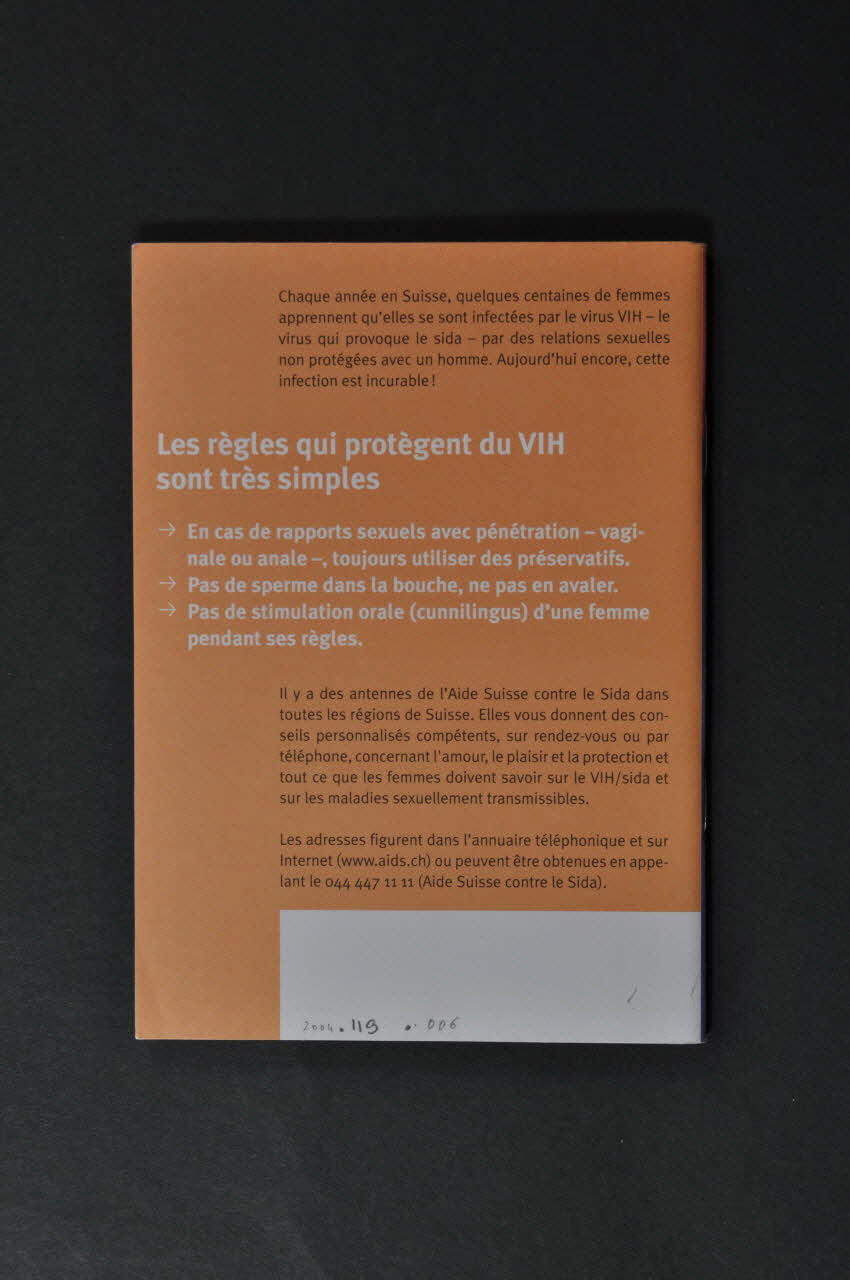 Chaque année en Suisse, quelques centaines de femmes
apprennent qu'elles se sont infectées par le virus VIH – le
virus qui provoque le sida – par des relations sexuelles
non protégées avec un homme. Aujourd'hui encore, cette
infection est incurable !
Les règles qui protègent du VIH
sont très simples
→ En cas de rapports sexuels avec pénétration – vagi-
nale ou anale –, toujours utiliser des préservatifs.
→ Pas de sperme dans la bouche, ne pas en avaler.
→ Pas de stimulation orale (cunnilingus) d'une femme
pendant ses règles.
Il y a des antennes de l'Aide Suisse contre le Sida dans
toutes les régions de Suisse. Elles vous donnent des con-
seils personnalisés compétents, sur rendez-vous ou par
téléphone, concernant l'amour, le plaisir et la protection et
tout ce que les femmes doivent savoir sur le VIH/sida et
sur les maladies sexuellement transmissibles.
Les adresses figurent dans l'annuaire téléphonique et sur
Internet (www.aids.ch) ou peuvent être obtenues en appe-
lant le 044 447 11 11 (Aide Suisse contre le Sida).
2004.119 . 006